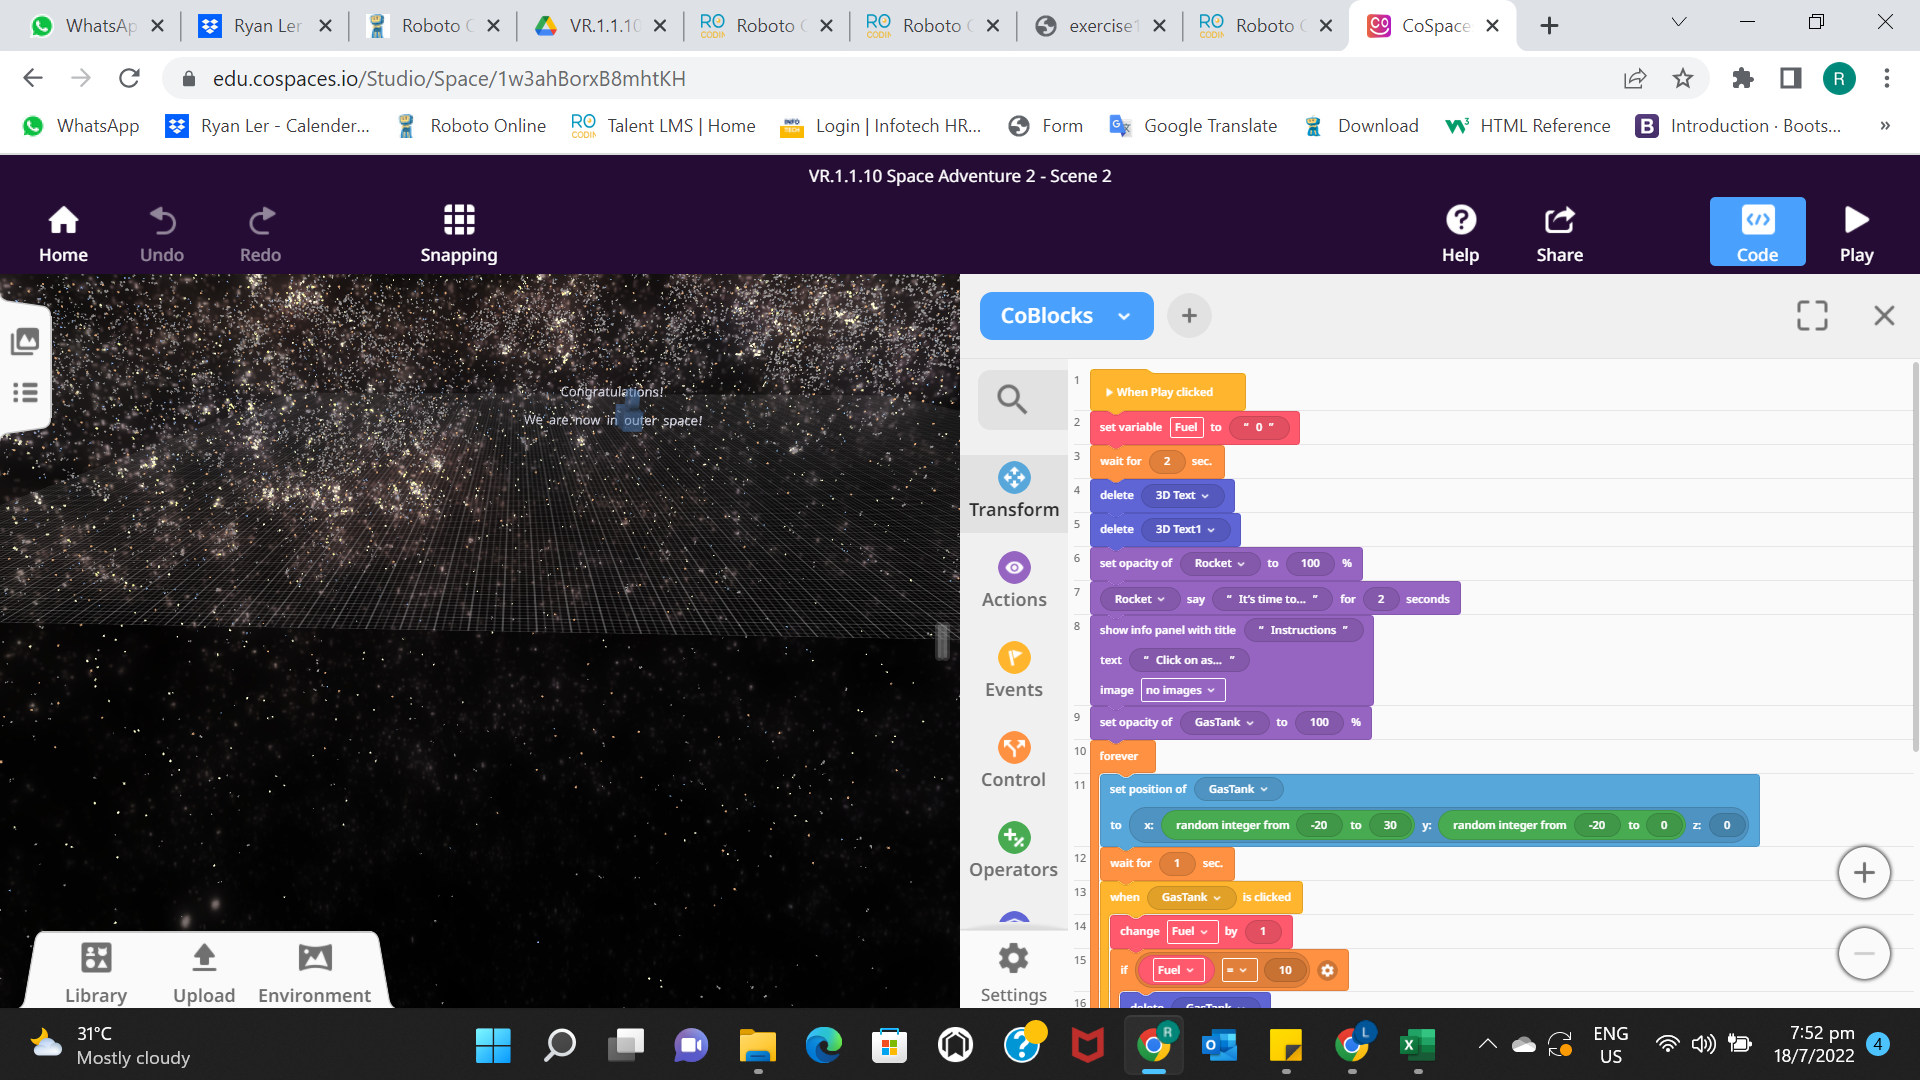 WhatsAp
Ryan Ler
Roboto C
VR.1.1.10
Roboto C
Roboto C
exercise1
Roboto C
CoSpace
edu.cospaces.io/Studio/Space/1w3ahBorxB8mhtKH
R
WhatsApp
Ryan Ler - Calender...
Roboto Online
Talent LMS | Home
Login | Infotech HR...
Form
Google Translate
Download
HTML Reference
Introduction · Boots...
»
VR.1.1.10 Space Adventure 2 - Scene 2
Home
Undo
Redo
Snapping
Help
Share
Code
Play
Congratulations!
We are now in outer space!
CoBlocks
Transform
Actions
Events
Control
Operators
Settings
1 When Play clicked
2 set variable Fuel to “ 0 ”
3 wait for 2 sec.
4 delete 3D Text
5 delete 3D Text1
6 set opacity of Rocket to 100 %
7 Rocket say “ It's time to... ” for 2 seconds
8 show info panel with title “ Instructions ”
text “ Click on as... ”
image no images
9 set opacity of GasTank to 100 %
10 forever
11 set position of GasTank
to x: random integer from -20 to 30 y: random integer from -20 to 0 z: 0
12 wait for 1 sec.
13 when GasTank is clicked
14 change Fuel by 1
15 if Fuel = 10
16 delete GasTank
Library
Upload
Environment
31°C
Mostly cloudy
ENG
US
7:52 pm
18/7/2022
4